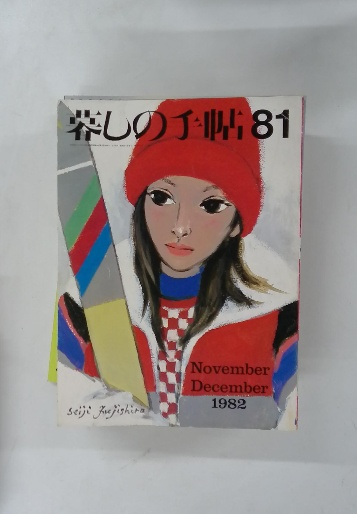 暮しの手帖 81
November
December
1982
Seiji Fujishiro